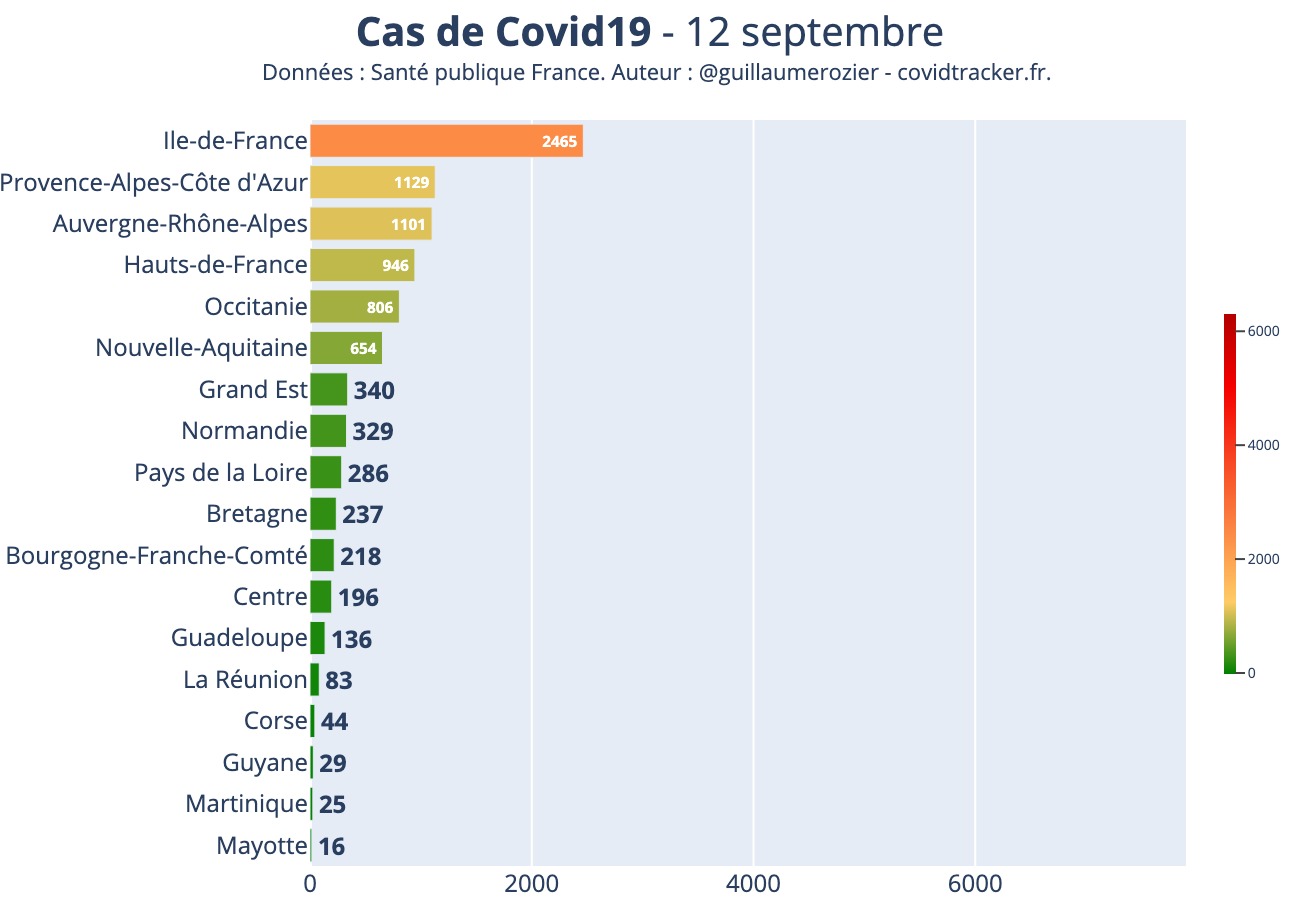 Cas de Covid19 - 12 septembre
Données : Santé publique France. Auteur : @guillaumerozier - covidtracker.fr.
Ile-de-France 2465
Provence-Alpes-Côte d'Azur 1129
Auvergne-Rhône-Alpes 1101
Hauts-de-France 946
Occitanie 806
Nouvelle-Aquitaine 654
Grand Est 340
Normandie 329
Pays de la Loire 286
Bretagne 237
Bourgogne-Franche-Comté 218
Centre 196
Guadeloupe 136
La Réunion 83
Corse 44
Guyane 29
Martinique 25
Mayotte 16
0 2000 4000 6000
6000
4000
2000
0